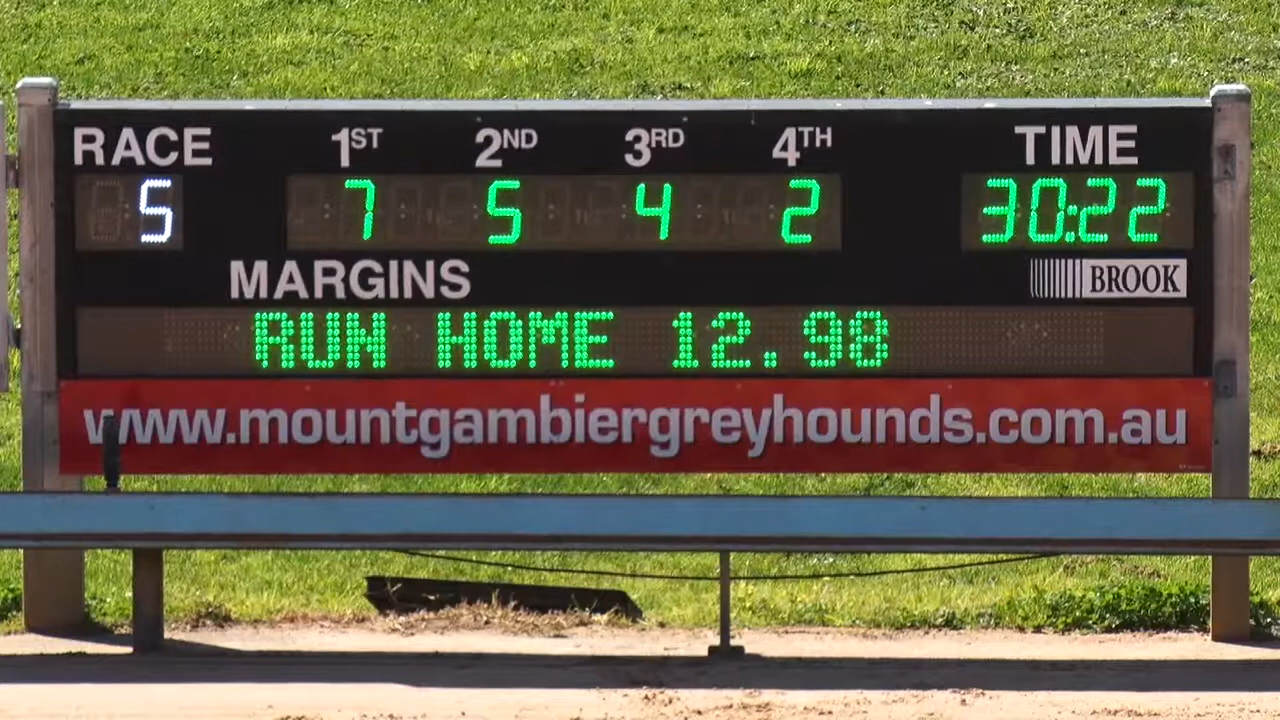 RACE 1ST 2ND 3RD 4TH TIME
5 7 5 4 2 30:22
MARGINS BROOK
RUN HOME 12.98
www.mountgambiergreyhounds.com.au